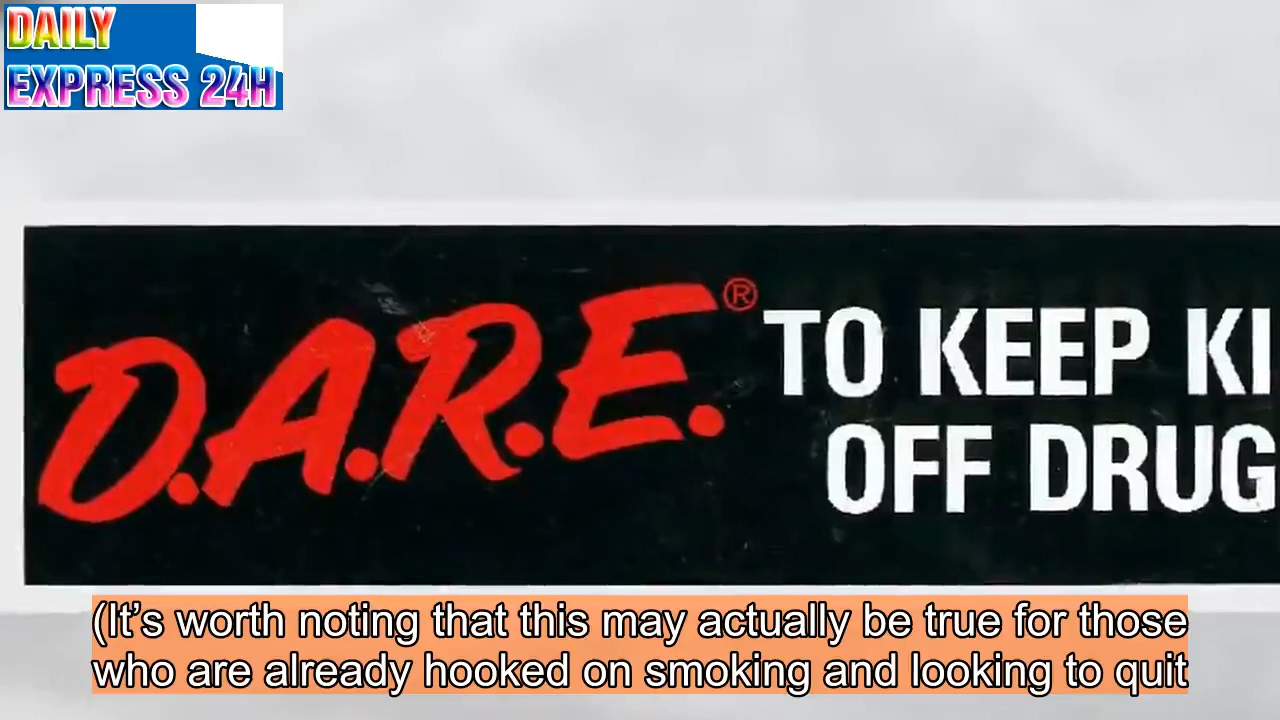 DAILY
EXPRESS 24H
D.A.R.E.® TO KEEP KI
OFF DRUG
(It’s worth noting that this may actually be true for those
who are already hooked on smoking and looking to quit